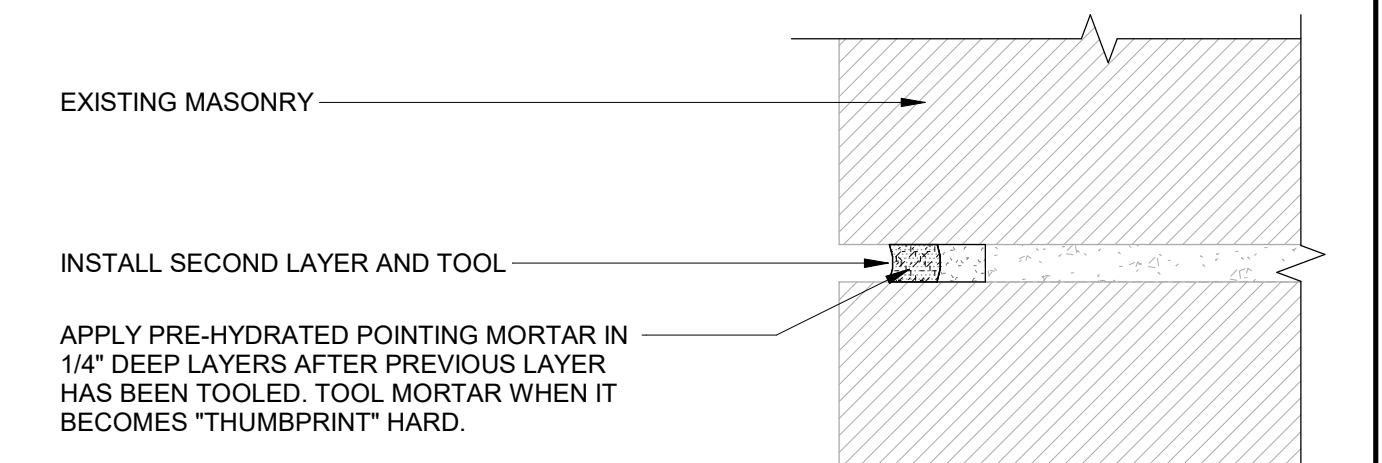 EXISTING MASONRY
INSTALL SECOND LAYER AND TOOL
APPLY PRE-HYDRATED POINTING MORTAR IN
1/4" DEEP LAYERS AFTER PREVIOUS LAYER
HAS BEEN TOOLED. TOOL MORTAR WHEN IT
BECOMES "THUMBPRINT" HARD.